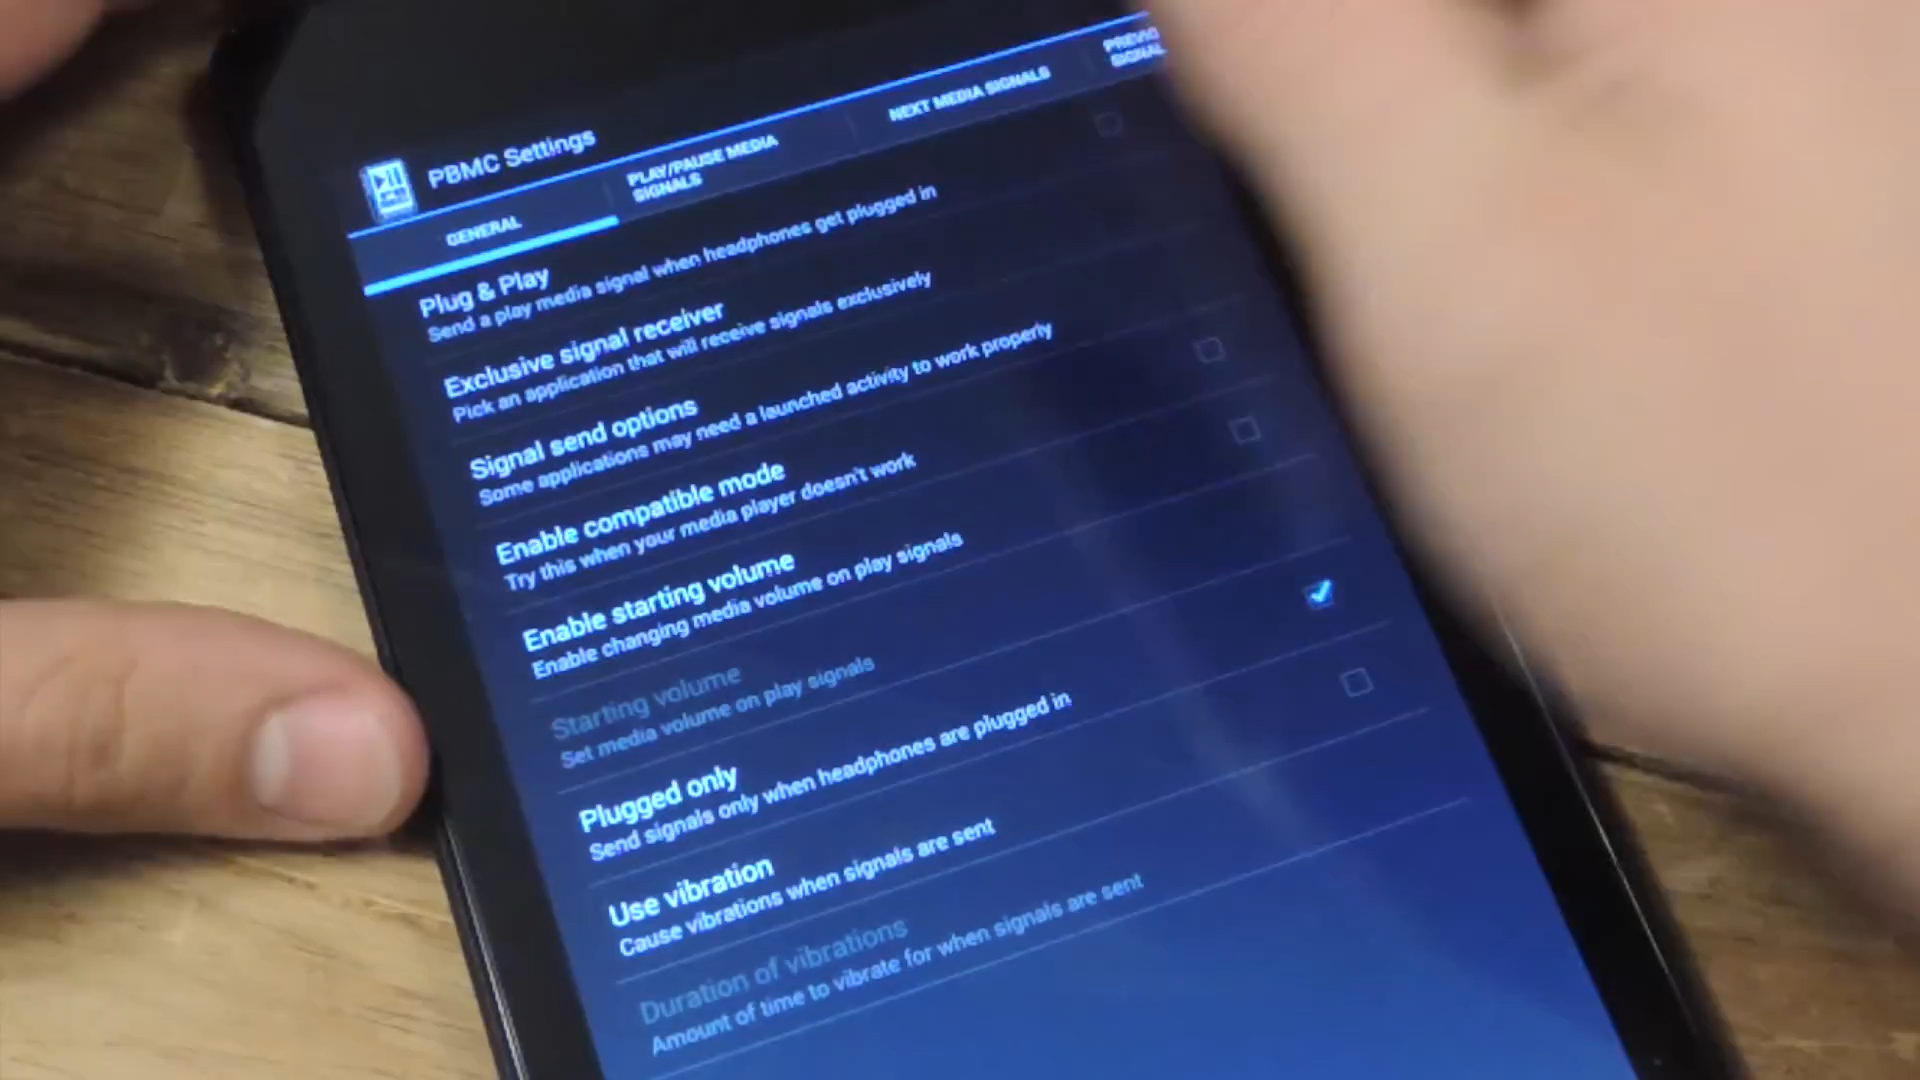 PBMC Settings
GENERAL
PLAY/PAUSE MEDIA
SIGNALS
NEXT MEDIA SIGNALS
Plug & Play
Send a play media signal when headphones get plugged in
Exclusive signal receiver
Pick an application that will receive signals exclusively
Signal send options
Some applications may need a launched activity to work properly
Enable compatible mode
Try this when your media player doesn't work
Enable starting volume
Enable changing media volume on play signals
Starting volume
Set media volume on play signals
Plugged only
Send signals only when headphones are plugged in
Use vibration
Cause vibrations when signals are sent
Duration of vibrations
Amount of time to vibrate for when signals are sent